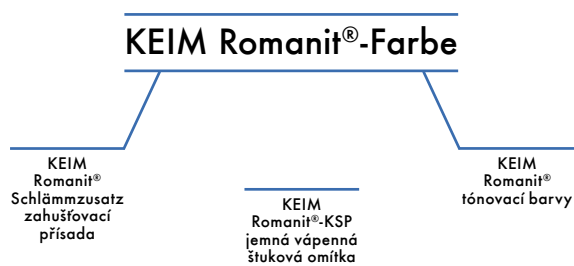 KEIM Romanit®-Farbe
KEIM
Romanit®
Schlämmzusatz
zahušťovací
přísada
KEIM
Romanit®-KSP
jemná vápenná
štuková omítka
KEIM
Romanit®
tónovací barvy